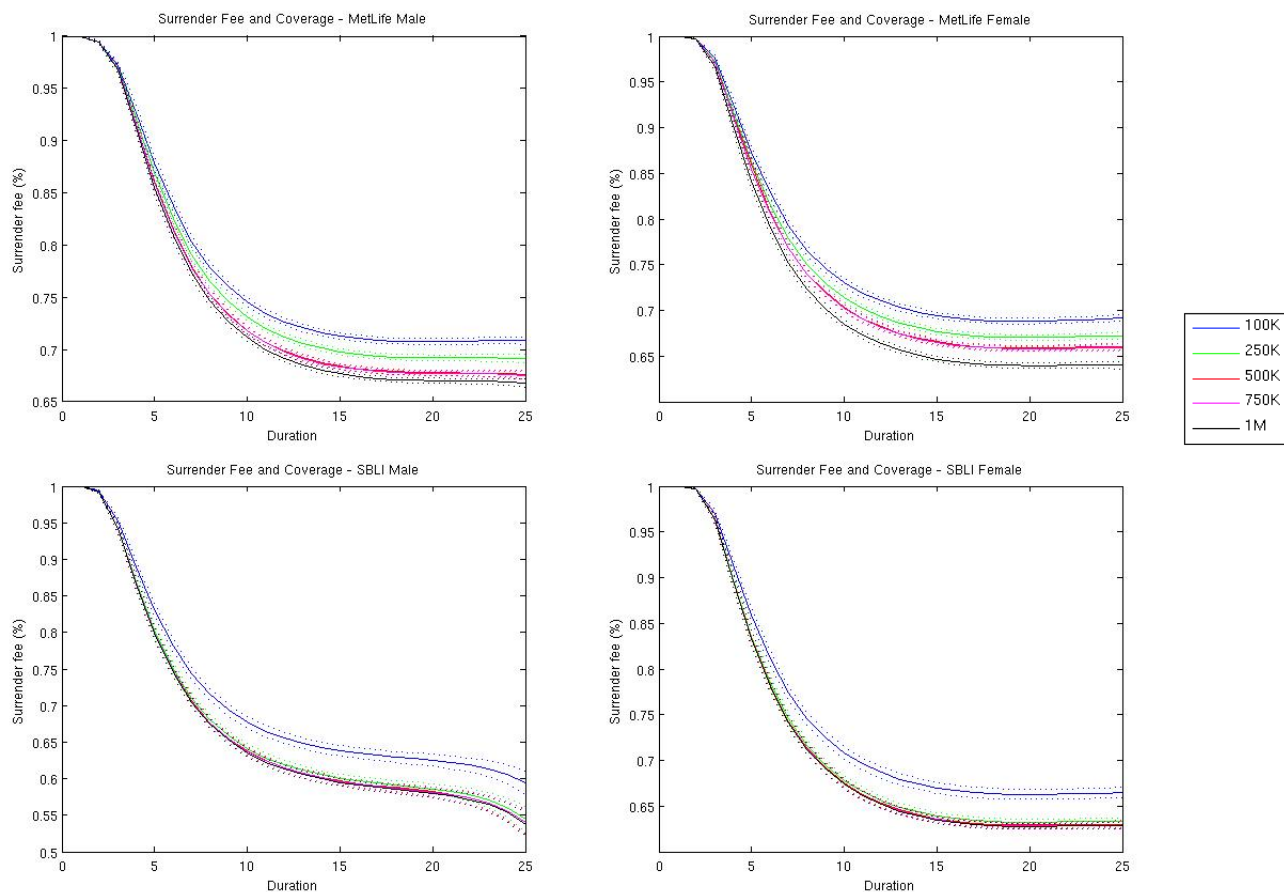 Surrender Fee and Coverage - MetLife Male
1
0.95
0.9
0.85
0.8
0.75
0.7
0.65
Surrender fee (%)
0 5 10 15 20 25
Duration
Surrender Fee and Coverage - MetLife Female
1
0.95
0.9
0.85
0.8
0.75
0.7
0.65
Surrender fee (%)
0 5 10 15 20 25
Duration
100K
250K
500K
750K
1M
Surrender Fee and Coverage - SBLI Male
1
0.95
0.9
0.85
0.8
0.75
0.7
0.65
0.6
0.55
0.5
Surrender fee (%)
0 5 10 15 20 25
Duration
Surrender Fee and Coverage - SBLI Female
1
0.95
0.9
0.85
0.8
0.75
0.7
0.65
Surrender fee (%)
0 5 10 15 20 25
Duration